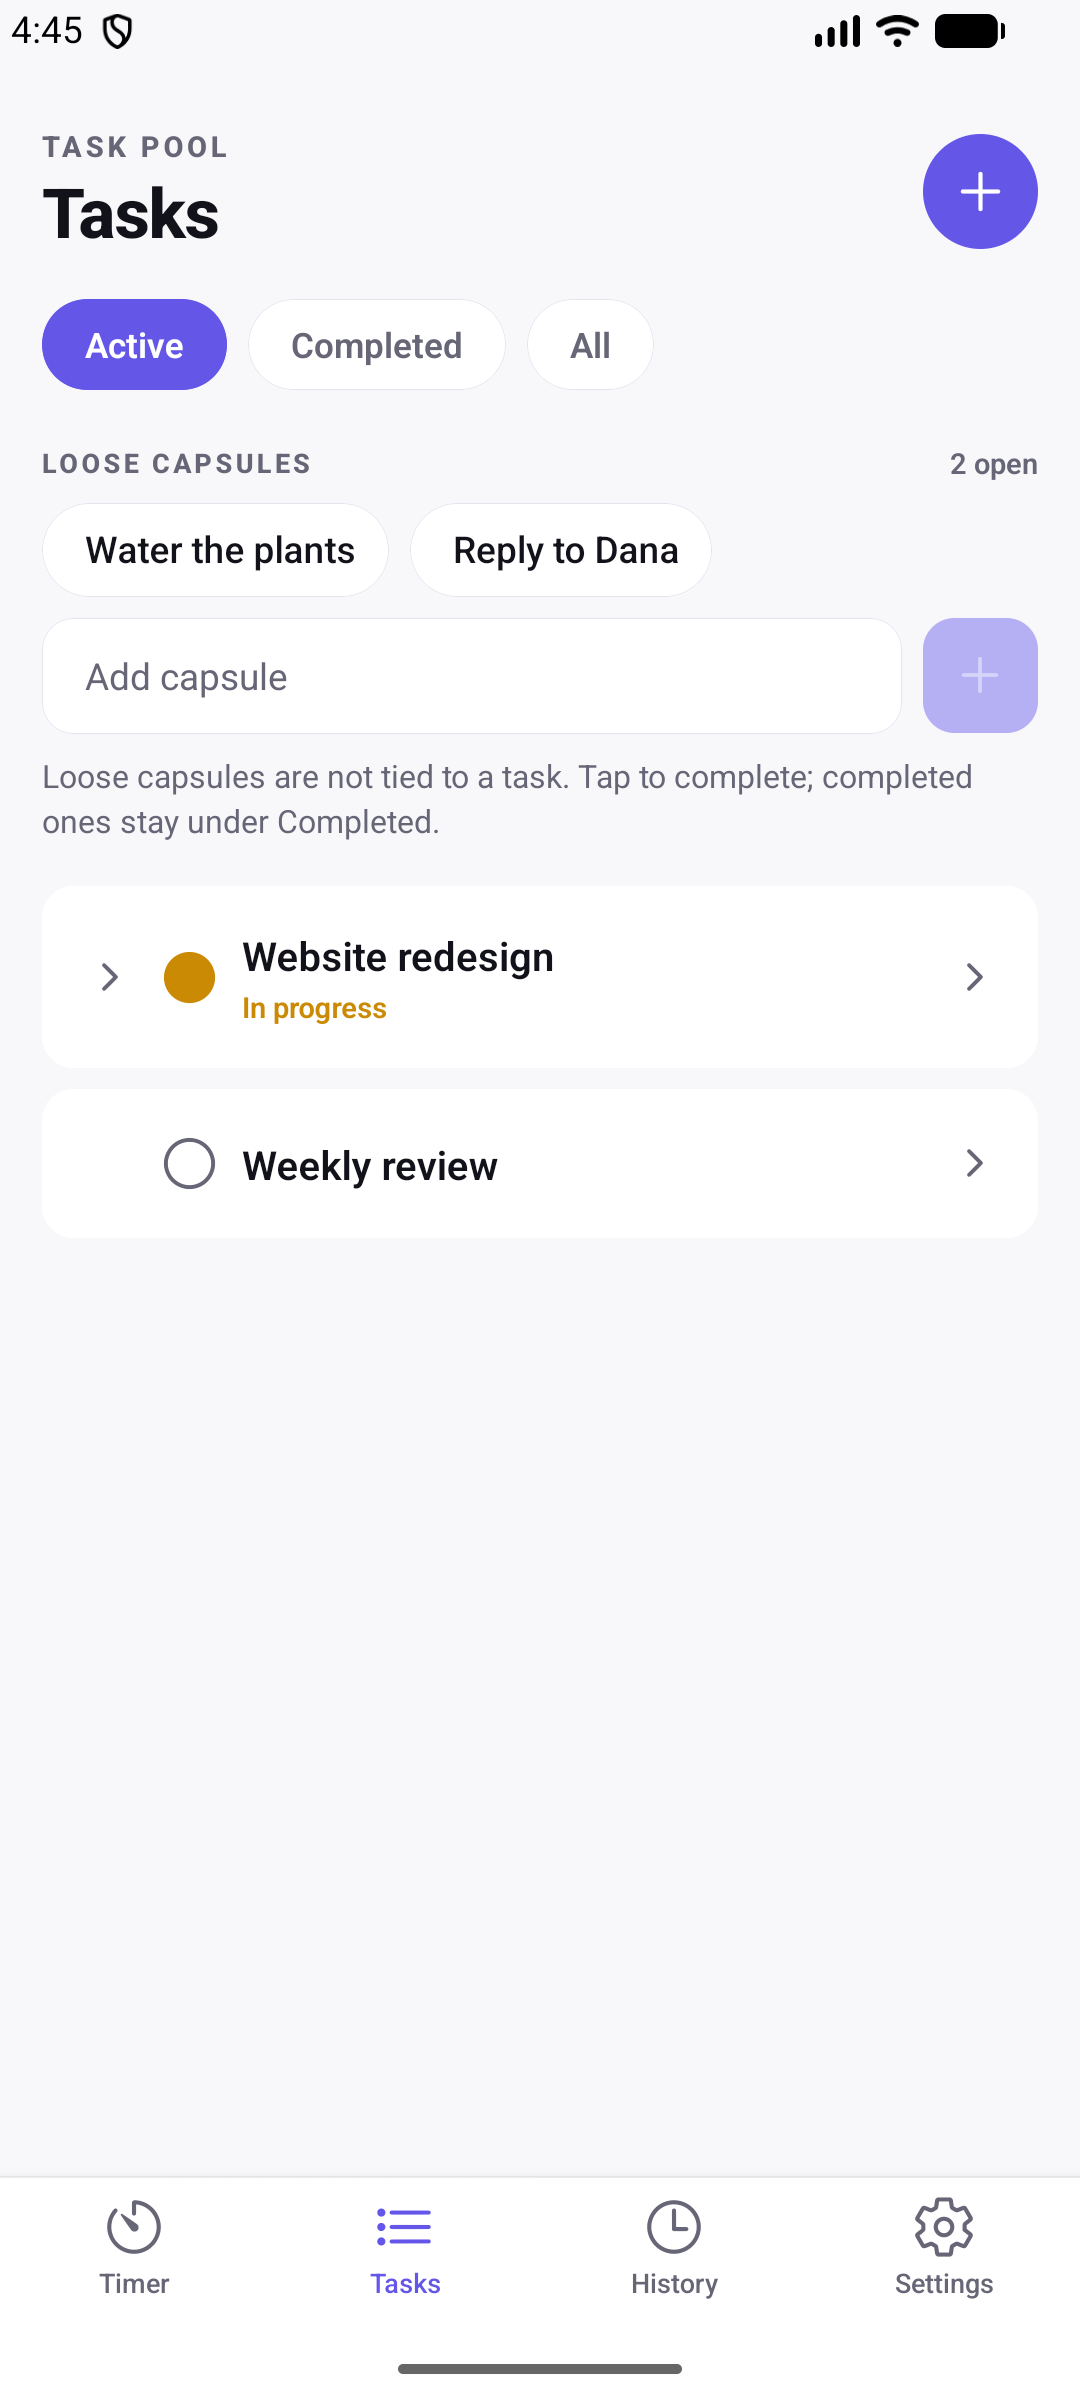 4:45
TASK POOL
Tasks
Active
Completed
All
LOOSE CAPSULES
2 open
Water the plants
Reply to Dana
Add capsule
Loose capsules are not tied to a task. Tap to complete; completed
ones stay under Completed.
Website redesign
In progress
Weekly review
Timer
Tasks
History
Settings